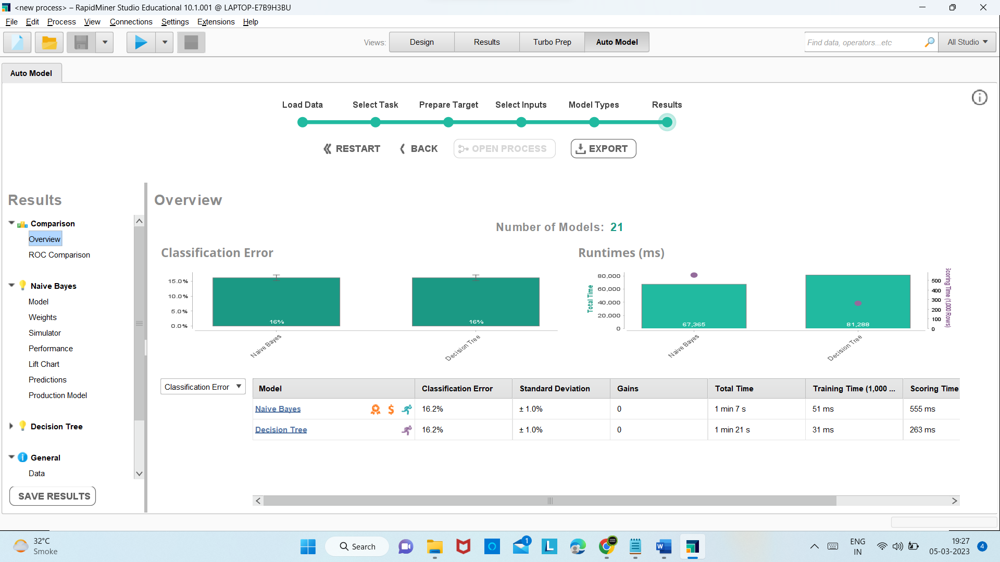 <new process> – RapidMiner Studio Educational 10.1.001 @ LAPTOP-E7B9H3BU
File Edit Process View Connections Settings Extensions Help
Views: Design Results Turbo Prep Auto Model
Find data, operators...etc
All Studio
Auto Model
Load Data Select Task Prepare Target Select Inputs Model Types Results
RESTART BACK OPEN PROCESS EXPORT
Results
Comparison
Overview
ROC Comparison
Naive Bayes
Model
Weights
Simulator
Performance
Lift Chart
Predictions
Production Model
Decision Tree
General
Data
SAVE RESULTS
Overview
Number of Models: 21
Classification Error
15.0%
10.0%
5.0%
0.0%
16% 16%
Naive Bayes Decision Tree
Runtimes (ms)
Total Time
80,000
60,000
40,000
20,000
0
67,365 81,288
Naive Bayes Decision Tree
500
400
300
200
100
0
Scoring Time (1,000 Rows)
Classification Error
Model Classification Error Standard Deviation Gains Total Time Training Time (1,000 ... Scoring Time
Naive Bayes 16.2% ± 1.0% 0 1 min 7 s 51 ms 555 ms
Decision Tree 16.2% ± 1.0% 0 1 min 21 s 31 ms 263 ms
32°C
Smoke
Search
1
ENG
IN
19:27
05-03-2023
4